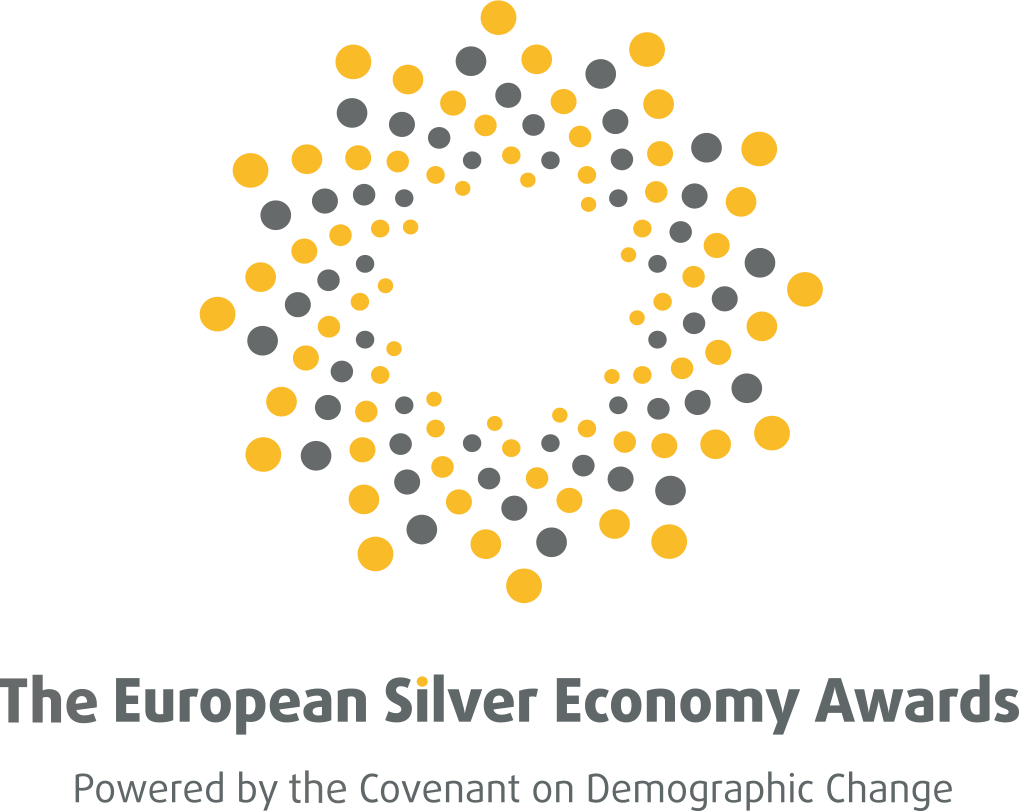 The European Silver Economy Awards
Powered by the Covenant on Demographic Change